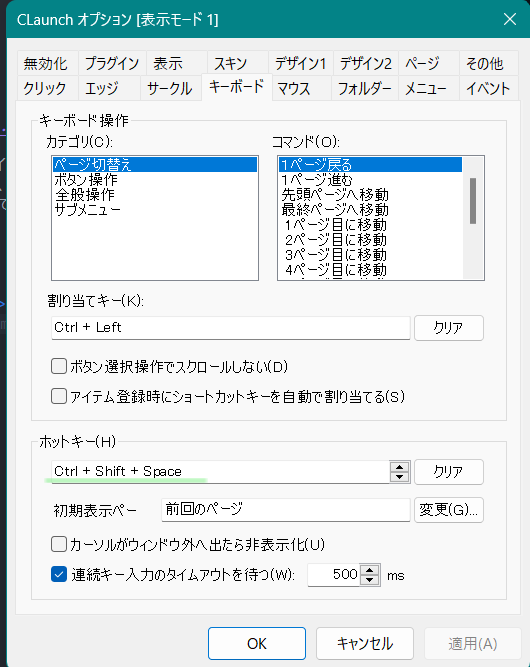 CLaunch オプション [表示モード 1]
無効化 プラグイン 表示 スキン デザイン1 デザイン2 ページ その他
クリック エッジ サークル キーボード マウス フォルダー メニュー イベント
キーボード操作
カテゴリ(C): コマンド(O):
ページ切替え 1ページ戻る
ボタン操作 1ページ進む
全般操作 先頭ページへ移動
サブメニュー 最終ページへ移動
1ページ目に移動
2ページ目に移動
3ページ目に移動
4ページ目に移動
割り当てキー(K):
Ctrl + Left クリア
ボタン選択操作でスクロールしない(D)
アイテム登録時にショートカットキーを自動で割り当てる(S)
ホットキー(H)
Ctrl + Shift + Space クリア
初期表示ペー 前回のページ 変更(G)...
カーソルがウィンドウ外へ出たら非表示化(U)
連続キー入力のタイムアウトを待つ(W): 500 ms
OK キャンセル 適用(A)